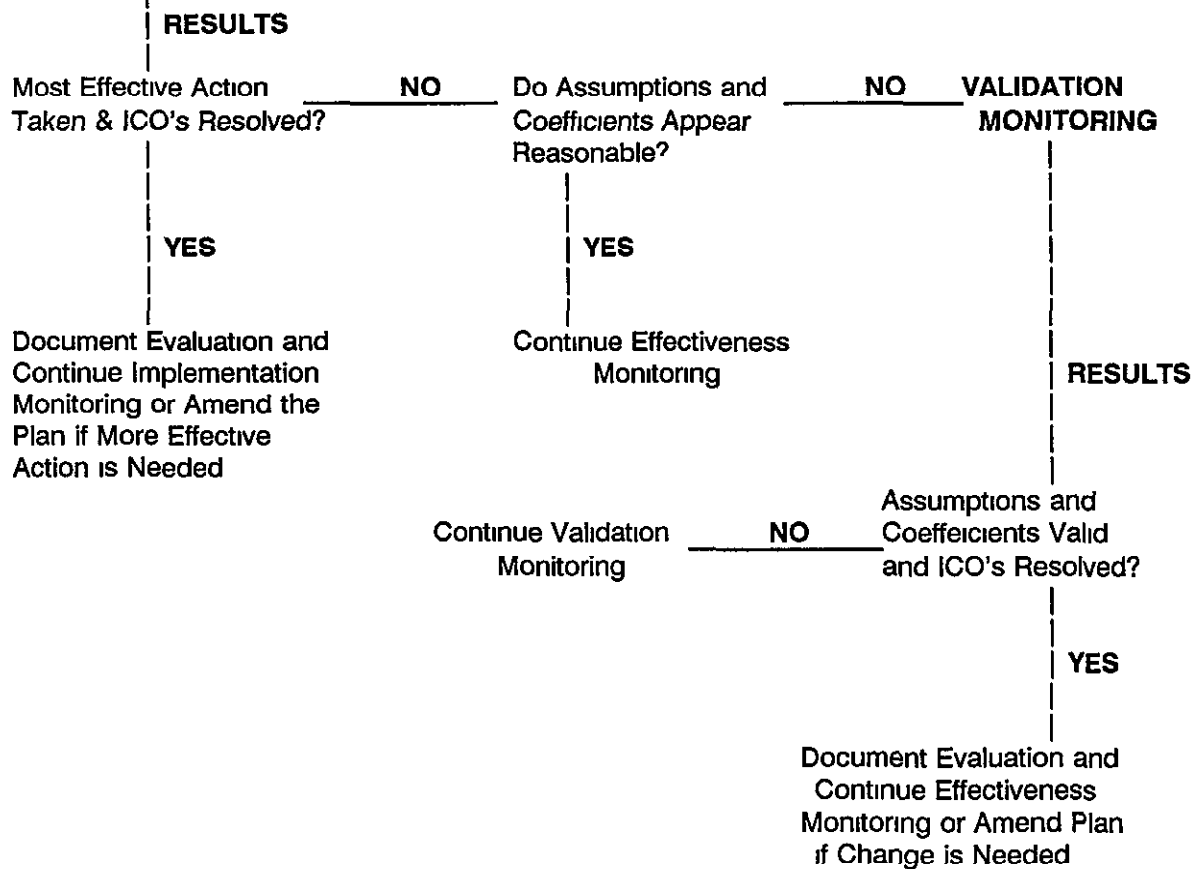 RESULTS
Most Effective Action
Taken & ICO's Resolved?
NO
Do Assumptions and
Coefficients Appear
Reasonable?
NO
VALIDATION
MONITORING
YES
YES
Document Evaluation and
Continue Implementation
Monitoring or Amend the
Plan if More Effective
Action is Needed
Continue Effectiveness
Monitoring
RESULTS
Continue Validation
Monitoring
NO
Assumptions and
Coeffeicients Valid
and ICO's Resolved?
YES
Document Evaluation and
Continue Effectiveness
Monitoring or Amend Plan
if Change is Needed